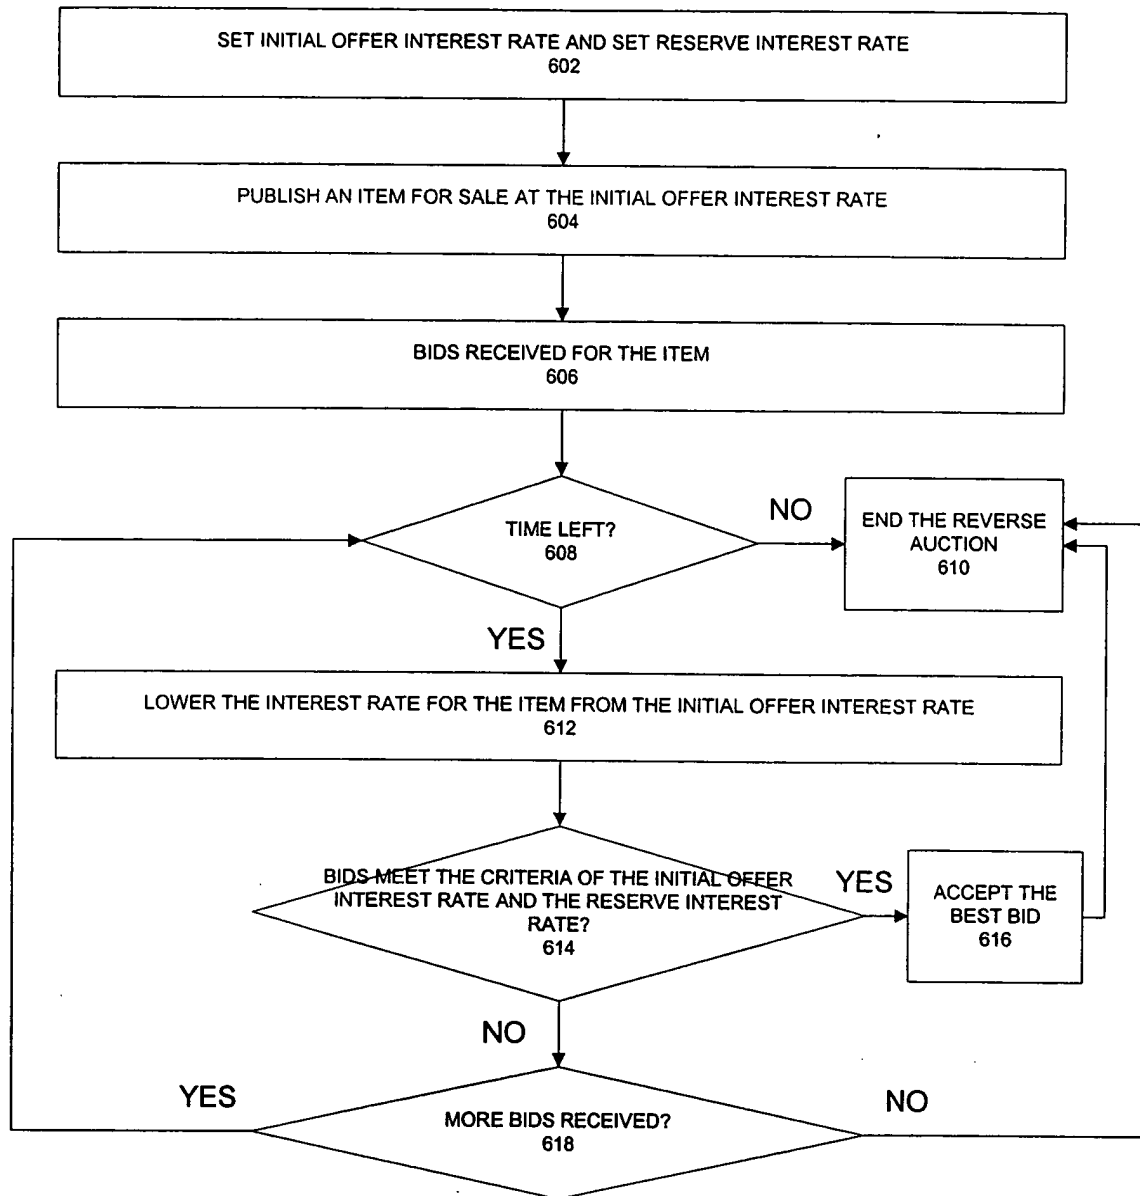 SET INITIAL OFFER INTEREST RATE AND SET RESERVE INTEREST RATE
602
PUBLISH AN ITEM FOR SALE AT THE INITIAL OFFER INTEREST RATE
604
BIDS RECEIVED FOR THE ITEM
606
TIME LEFT?
608
NO
END THE REVERSE
AUCTION
610
YES
LOWER THE INTEREST RATE FOR THE ITEM FROM THE INITIAL OFFER INTEREST RATE
612
BIDS MEET THE CRITERIA OF THE INITIAL OFFER
INTEREST RATE AND THE RESERVE INTEREST
RATE?
614
YES
ACCEPT THE
BEST BID
616
NO
YES
MORE BIDS RECEIVED?
618
NO